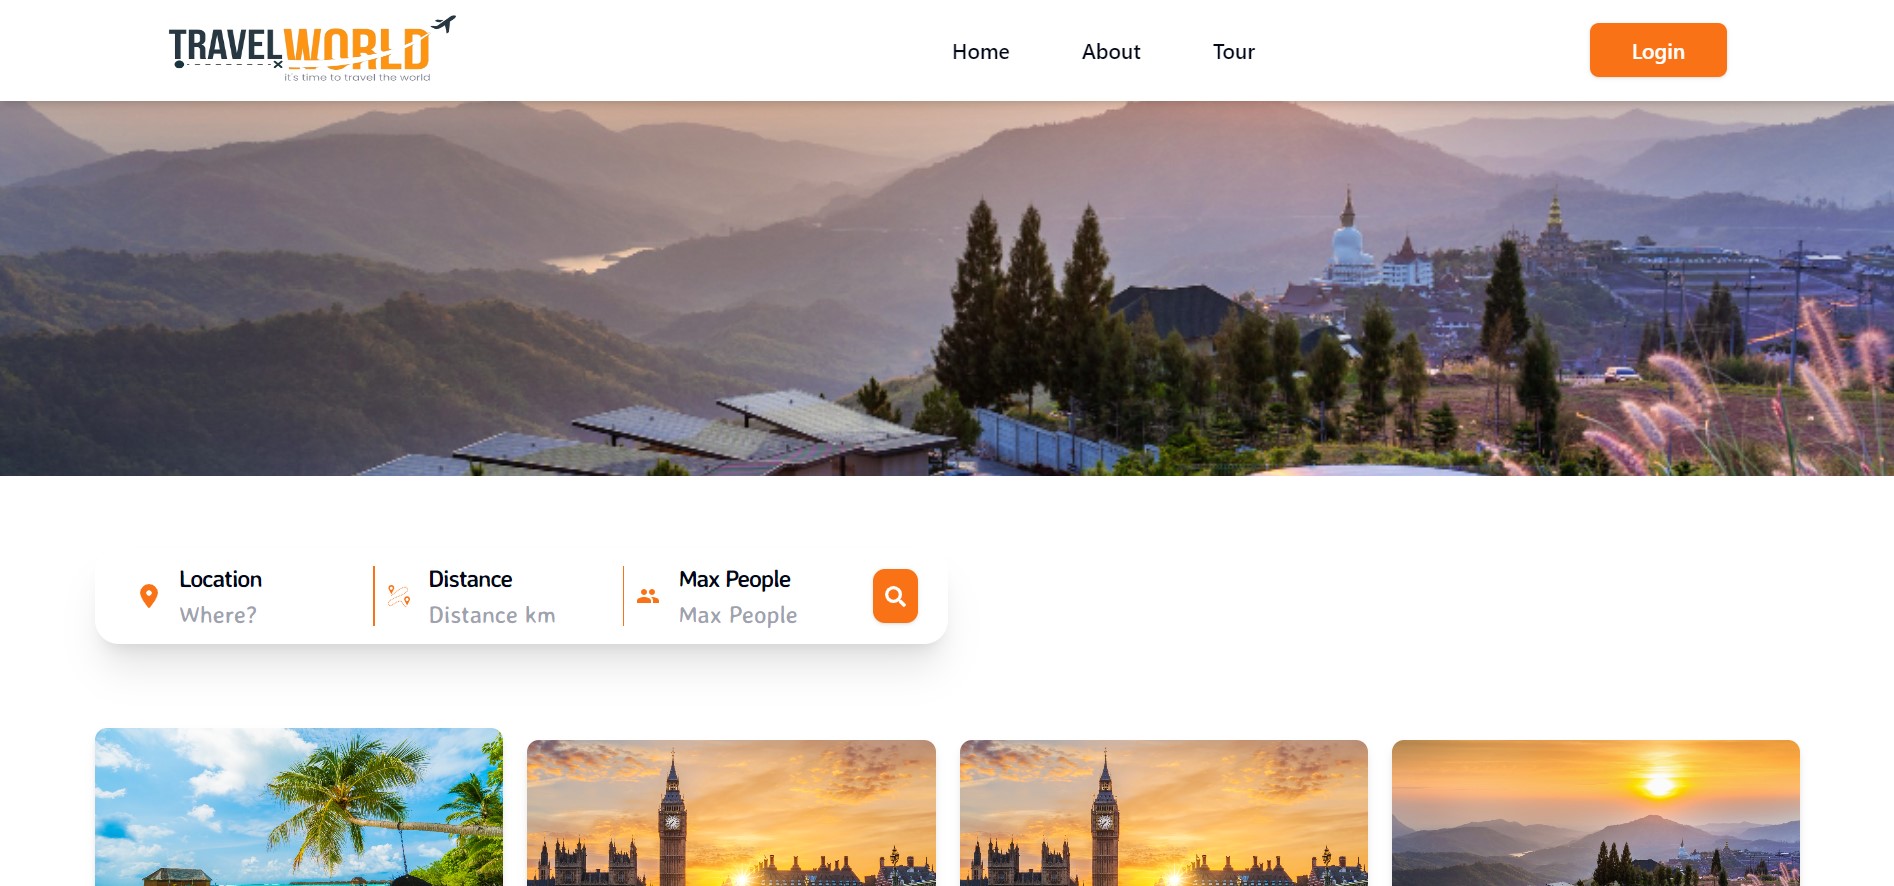 TRAVELWORLD
it's time to travel the world
Home About Tour
Login
Location Distance Max People
Where? Distance km Max People